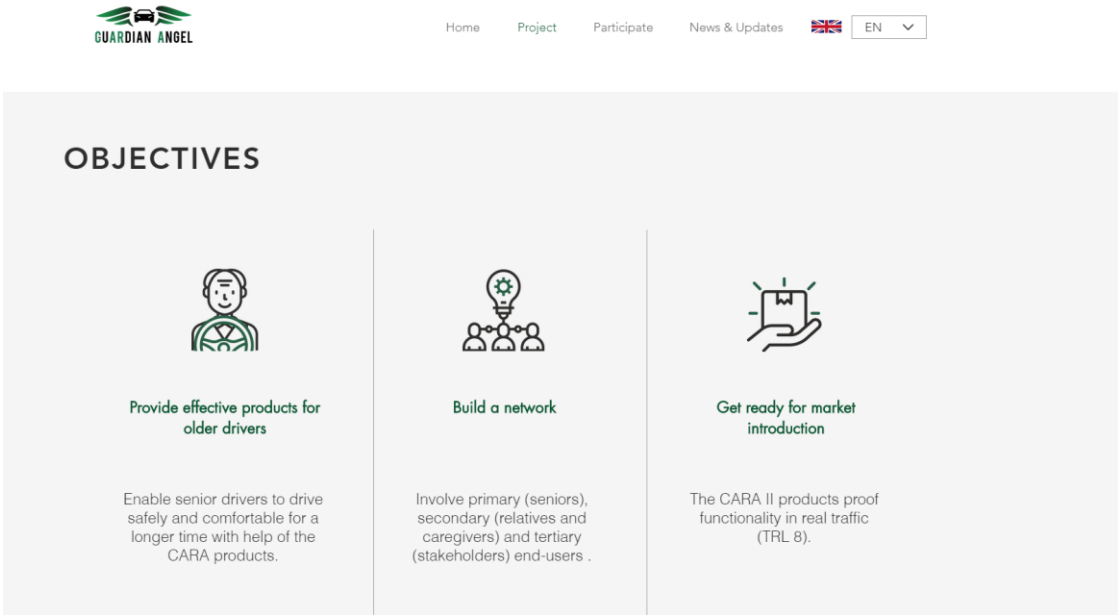 GUARDIAN ANGEL
Home Project Participate News & Updates EN
OBJECTIVES
Provide effective products for
older drivers
Enable senior drivers to drive
safely and comfortable for a
longer time with help of the
CARA products.
Build a network
Involve primary (seniors),
secondary (relatives and
caregivers) and tertiary
(stakeholders) end-users .
Get ready for market
introduction
The CARA II products proof
functionality in real traffic
(TRL 8).